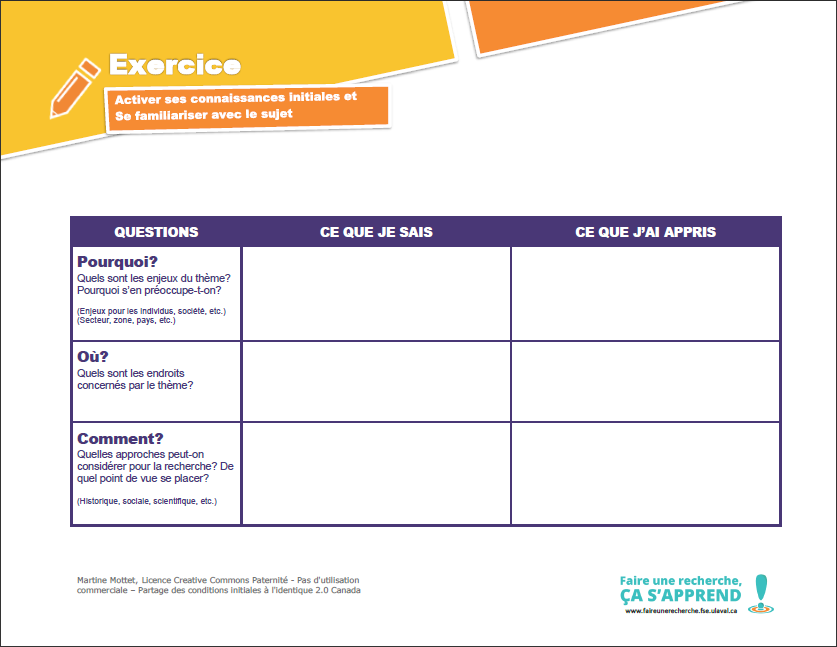 Exercice
Activer ses connaissances initiales et
Se familiariser avec le sujet
QUESTIONS CE QUE JE SAIS CE QUE J'AI APPRIS
Pourquoi?
Quels sont les enjeux du thème?
Pourquoi s'en préoccupe-t-on?
(Enjeux pour les individus, société, etc.)
(Secteur, zone, pays, etc.)
Où?
Quels sont les endroits
concernés par le thème?
Comment?
Quelles approches peut-on
considérer pour la recherche? De
quel point de vue se placer?
(Historique, sociale, scientifique, etc.)
Martine Mottet, Licence Creative Commons Paternité - Pas d'utilisation
commerciale – Partage des conditions initiales à l'identique 2.0 Canada
Faire une recherche,
ÇA S'APPREND
www.faireunerecherche.fse.ulaval.ca